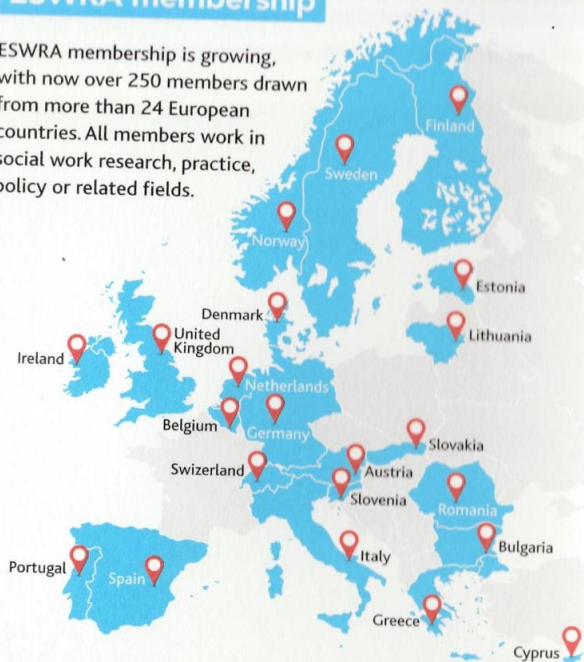 ESWRA membership
ESWRA membership is growing,
with now over 250 members drawn
from more than 24 European
countries. All members work in
social work research, practice,
policy or related fields.
Finland
Sweden
Norway
Estonia
Denmark
Lithuania
United
Kingdom
Ireland
Netherlands
Belgium
Germany
Slovakia
Swizerland
Austria
Slovenia
Romania
Bulgaria
Italy
Portugal
Spain
Greece
Cyprus